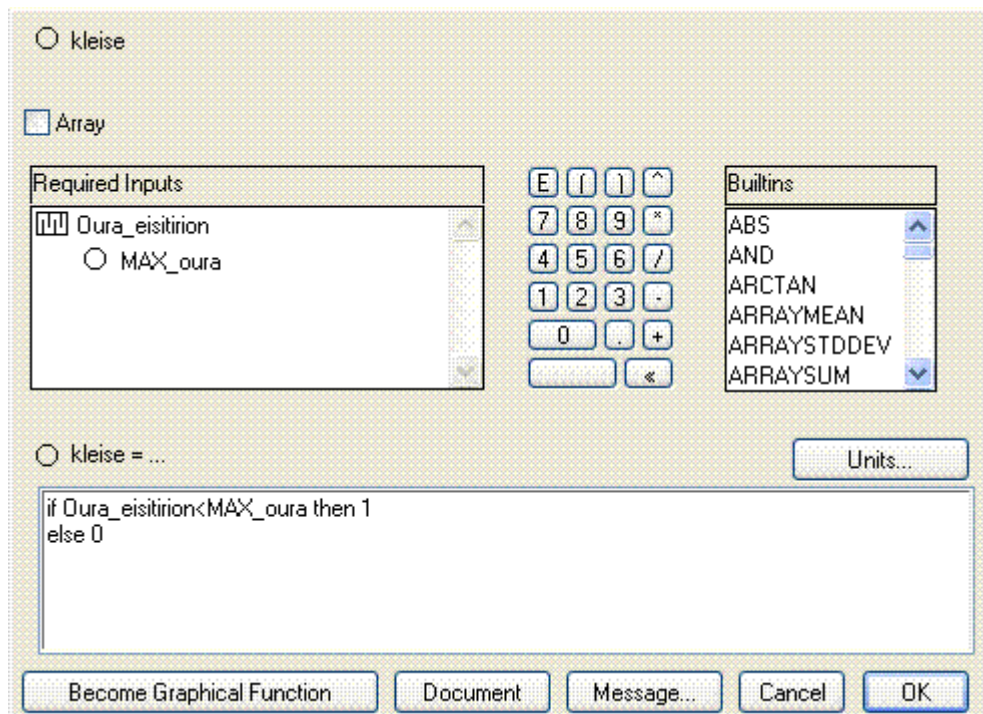 kleise
Array
Required Inputs
Oura_eisitirion
MAX_oura
E ( ) ^
7 8 9 *
4 5 6 /
1 2 3 -
0 . +
«
Builtins
ABS
AND
ARCTAN
ARRAYMEAN
ARRAYSTDDEV
ARRAYSUM
kleise = ...
Units...
if Oura_eisitirion<MAX_oura then 1
else 0
Become Graphical Function
Document
Message...
Cancel
OK